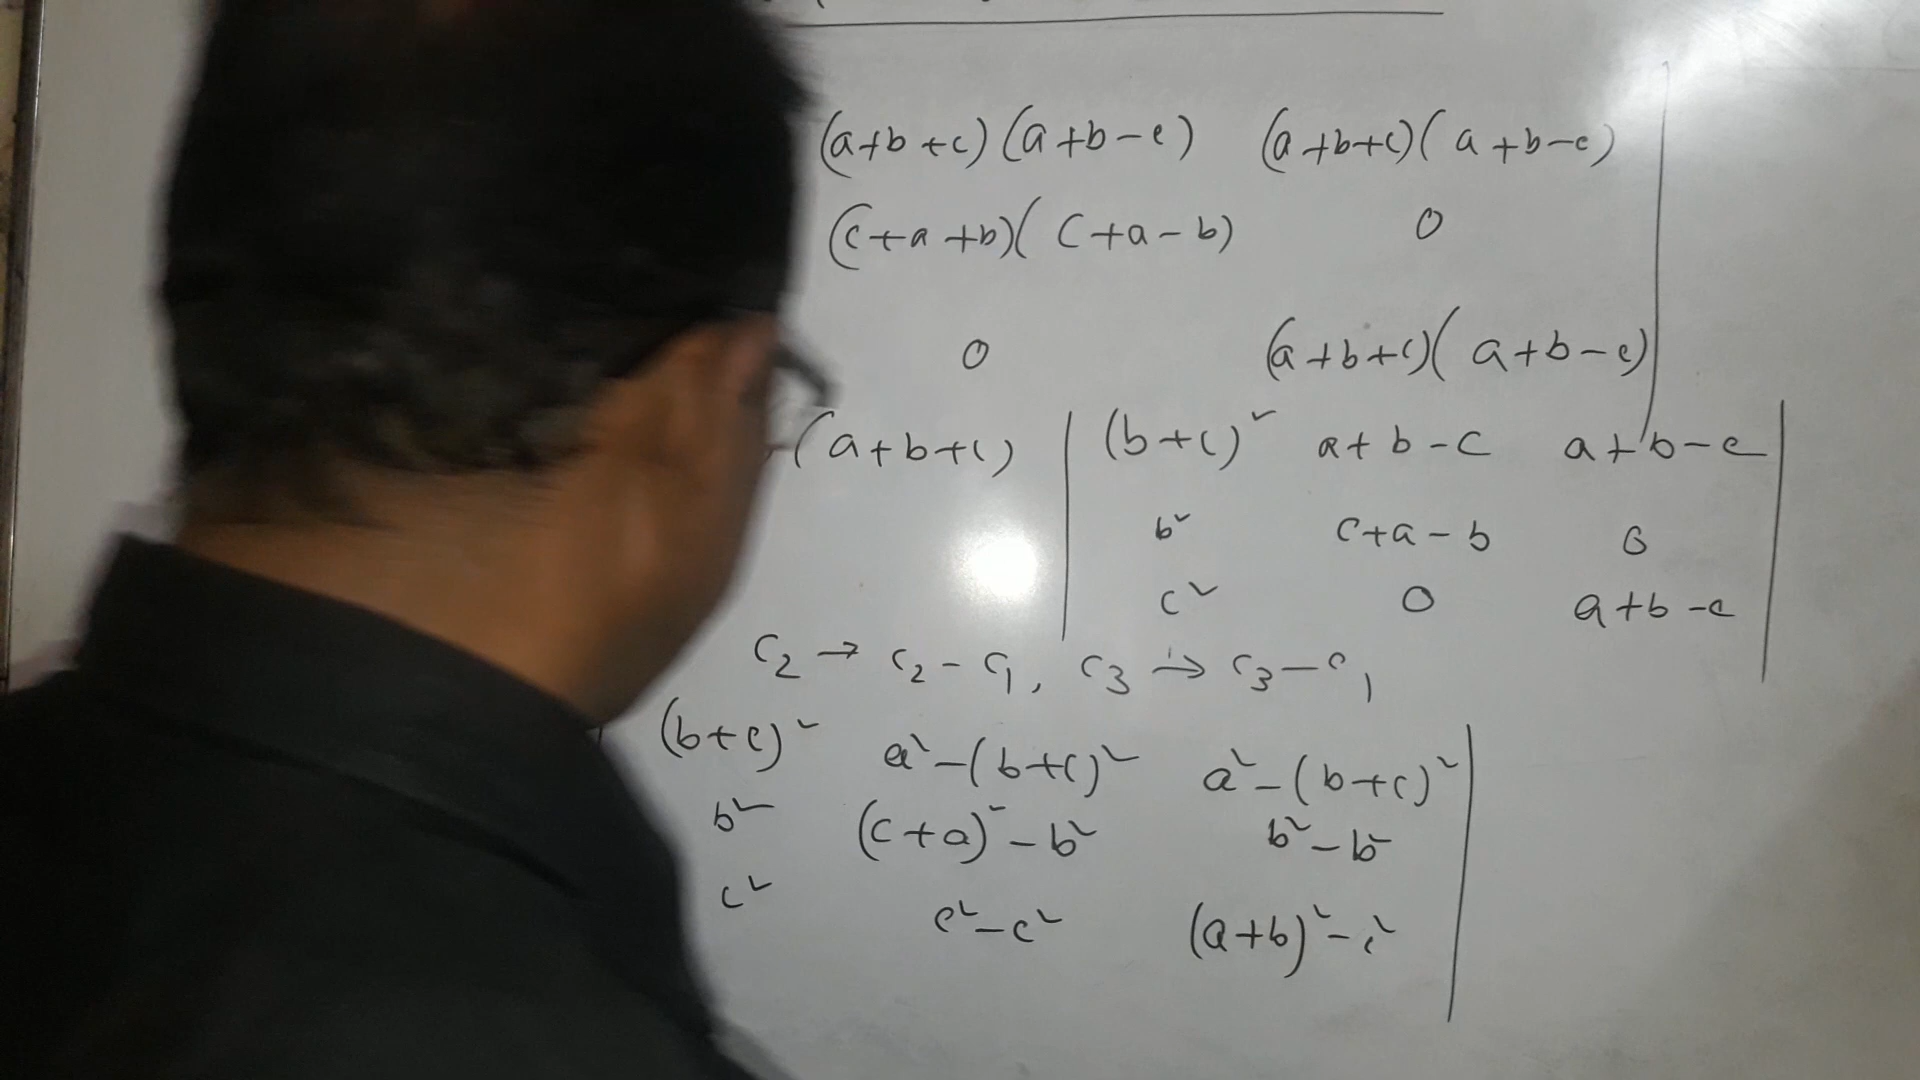 (a+b+c)(a+b-c) (a+b+c)(a+b-c)
(c+a+b)(c+a-b) 0
0 (a+b+c)(a+b-c)
(a+b+c) | (b+c)² a+b-c a+b-c |
b² c+a-b 0
c² 0 a+b-c
C₂ → C₂-C₁, C₃ → C₃-C₁
(b+c)² a²-(b+c)² a²-(b+c)²
b² (c+a)²-b² b²-b²
c² c²-c² (a+b)²-c²